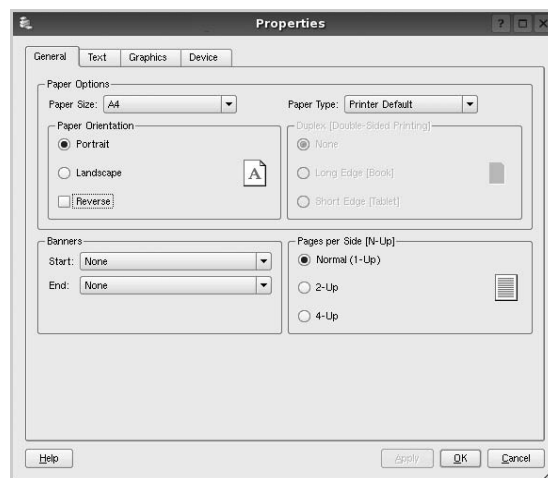 Properties
General Text Graphics Device
Paper Options
Paper Size: A4
Paper Type: Printer Default
Paper Orientation
Portrait
Landscape
Reverse
A
Duplex [Double-Sided Printing]
None
Long Edge [Book]
Short Edge [Tablet]
Banners
Start: None
End: None
Pages per Side [N-Up]
Normal (1-Up)
2-Up
4-Up
Help Apply OK Cancel